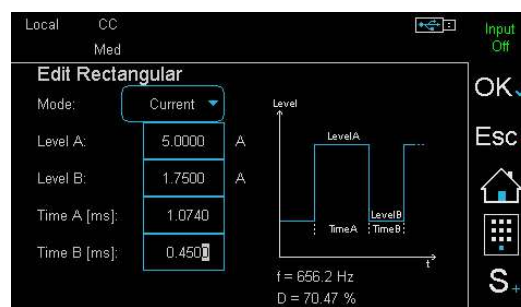 Local CC
Med
Input
Off
Edit Rectangular
Mode: Current
Level A: 5.0000 A
Level B: 1.7500 A
Time A [ms]: 1.0740
Time B [ms]: 0.4500
Level
LevelA
LevelB
TimeA TimeB
t
f = 656.2 Hz
D = 70.47 %
OK
Esc
S+